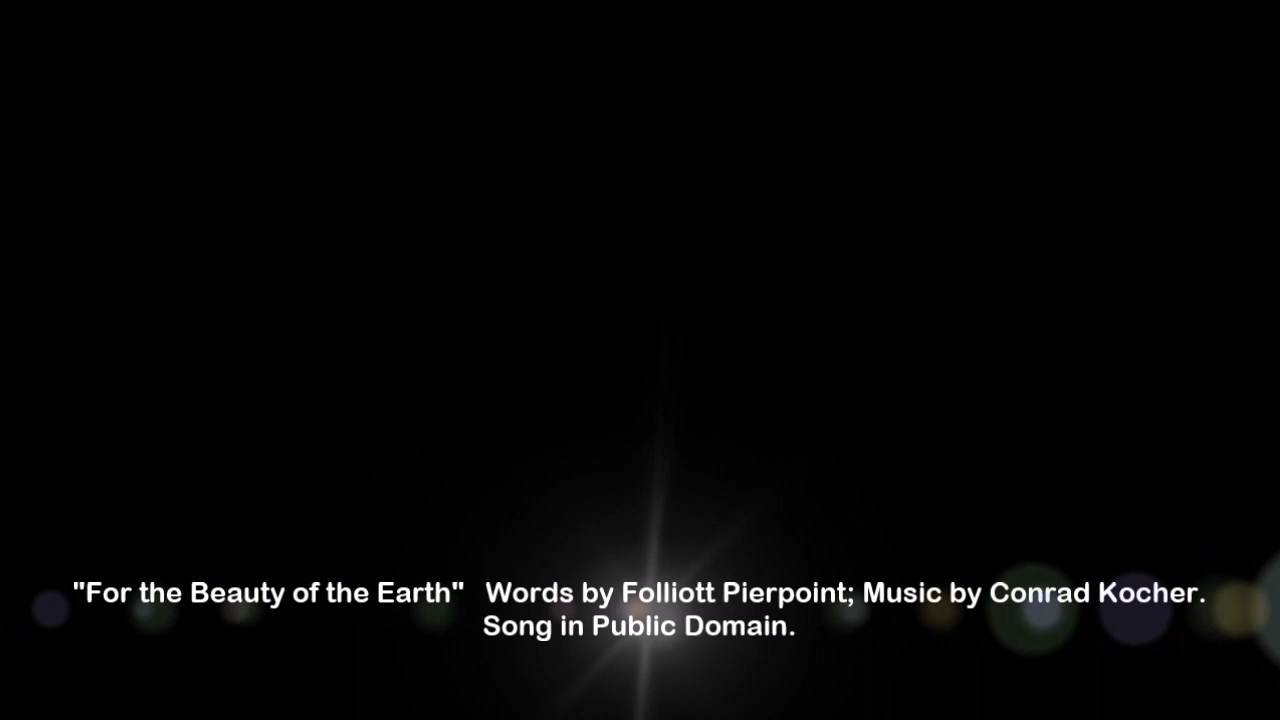 "For the Beauty of the Earth"   Words by Folliott Pierpoint; Music by Conrad Kocher.
Song in Public Domain.